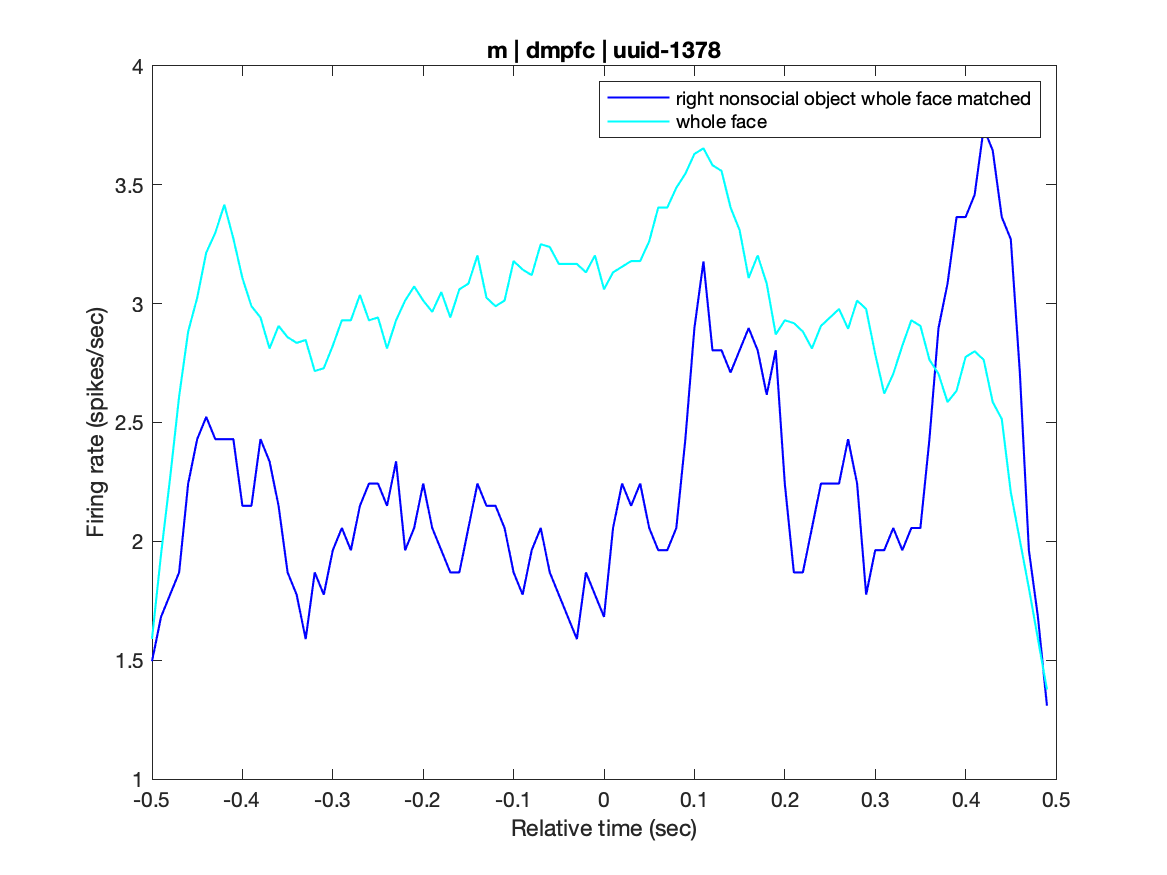 m | dmpfc | uuid-1378
right nonsocial object whole face matched
whole face
4
3.5
3
2.5
2
1.5
1
Firing rate (spikes/sec)
-0.5 -0.4 -0.3 -0.2 -0.1 0 0.1 0.2 0.3 0.4 0.5
Relative time (sec)